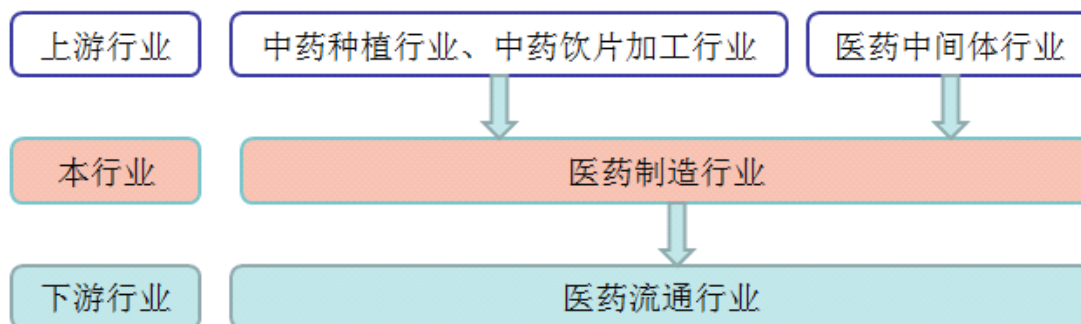 上游行业
中药种植行业、中药饮片加工行业
医药中间体行业
本行业
医药制造行业
下游行业
医药流通行业